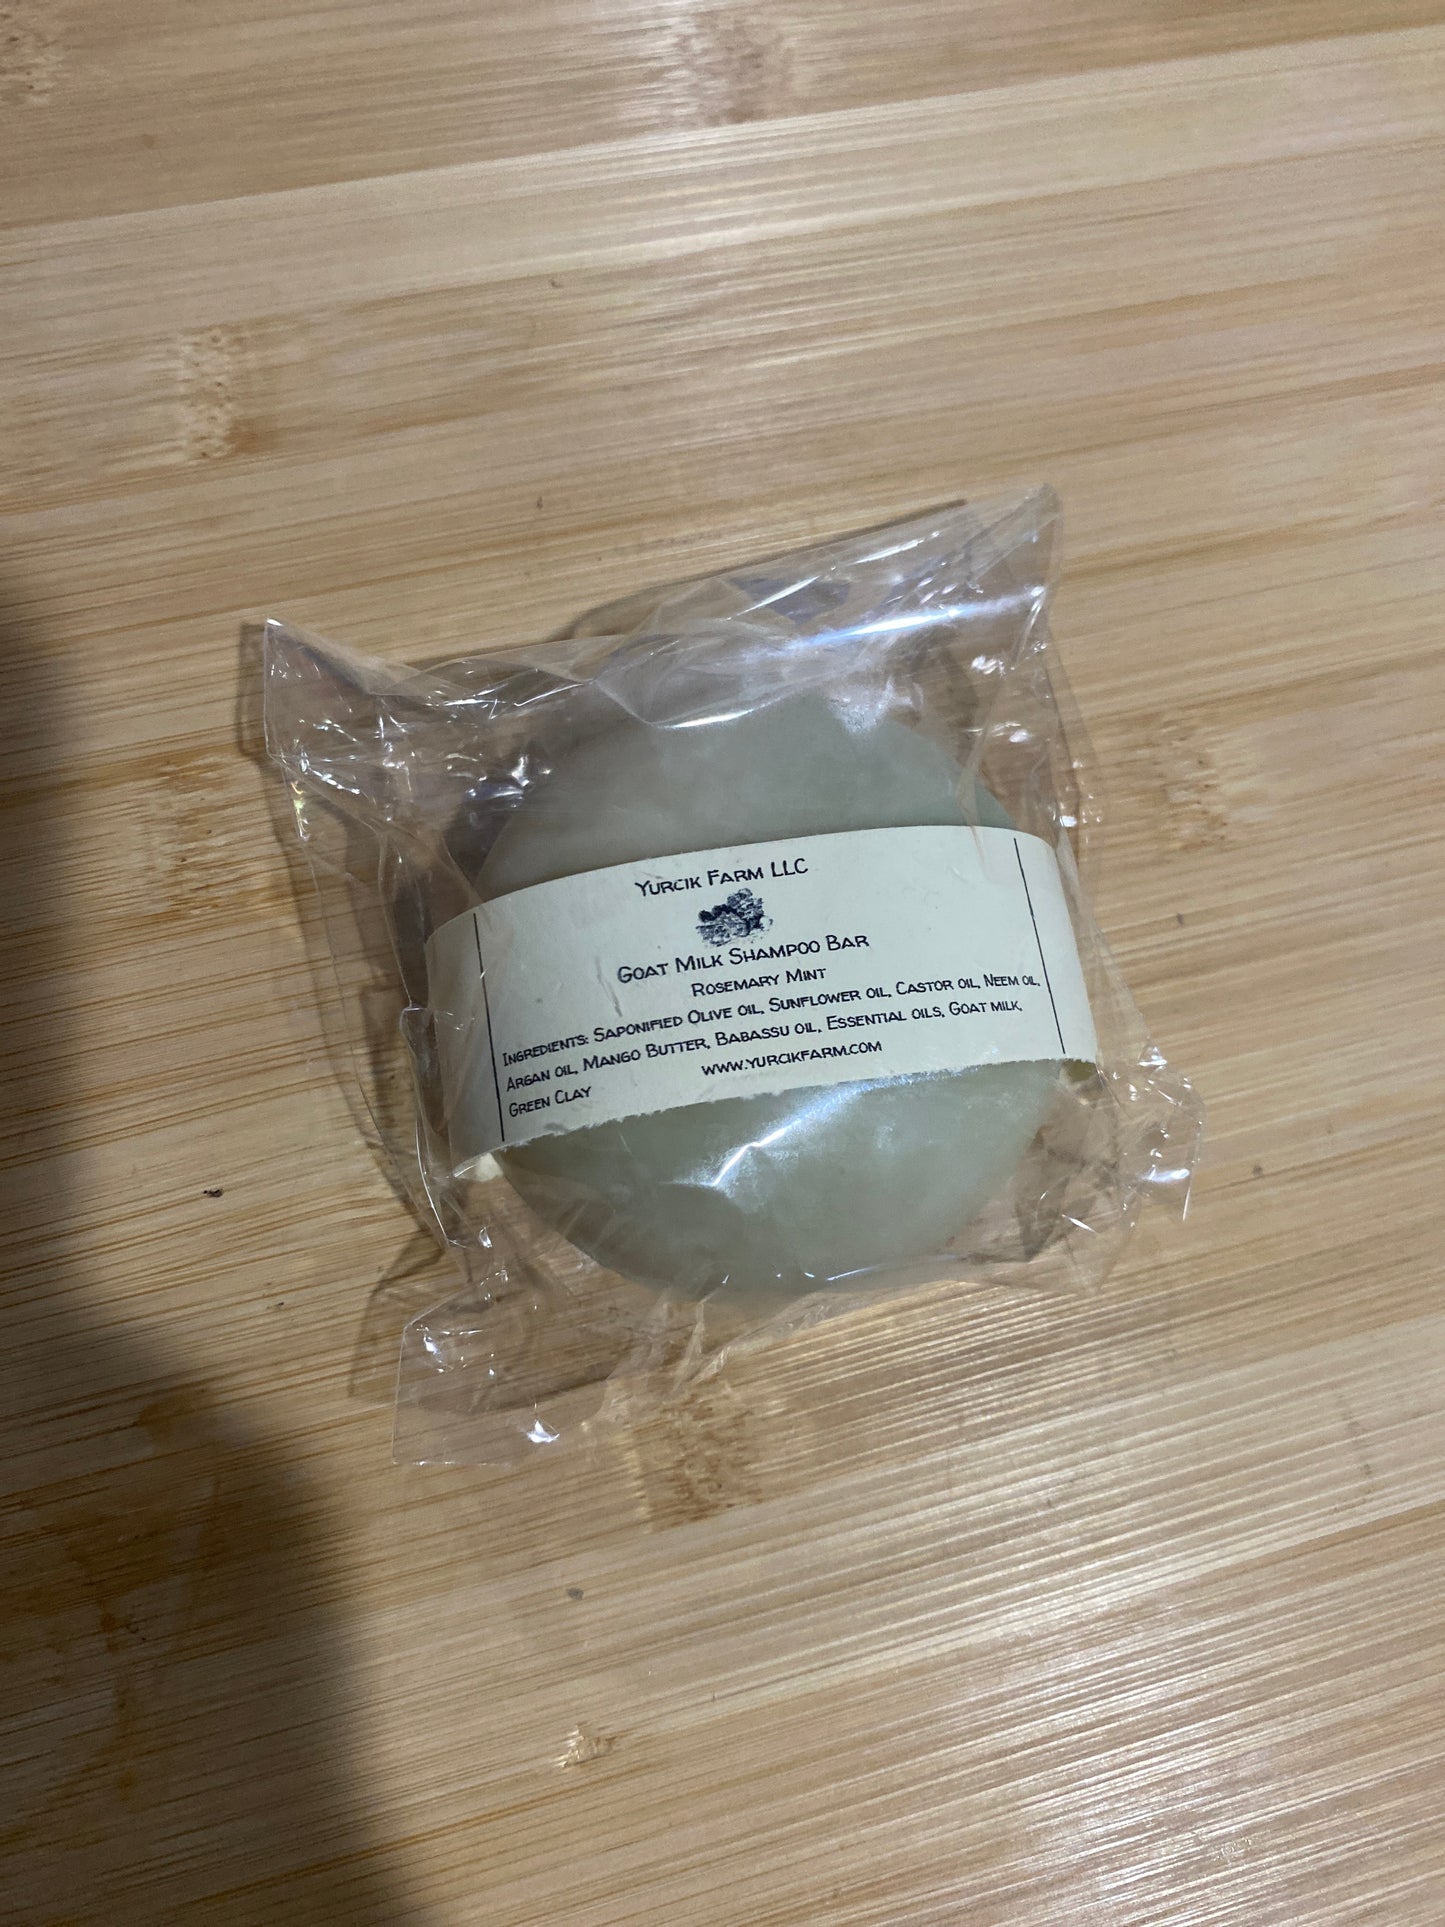 Yurcik Farm LLC
Goat Milk Shampoo Bar
Rosemary Mint
Ingredients: Saponified Olive oil, Sunflower oil, Castor oil, Neem oil,
Argan oil, Mango Butter, Babassu oil, Essential oils, Goat milk,
Green Clay
www.yurcikfarm.com